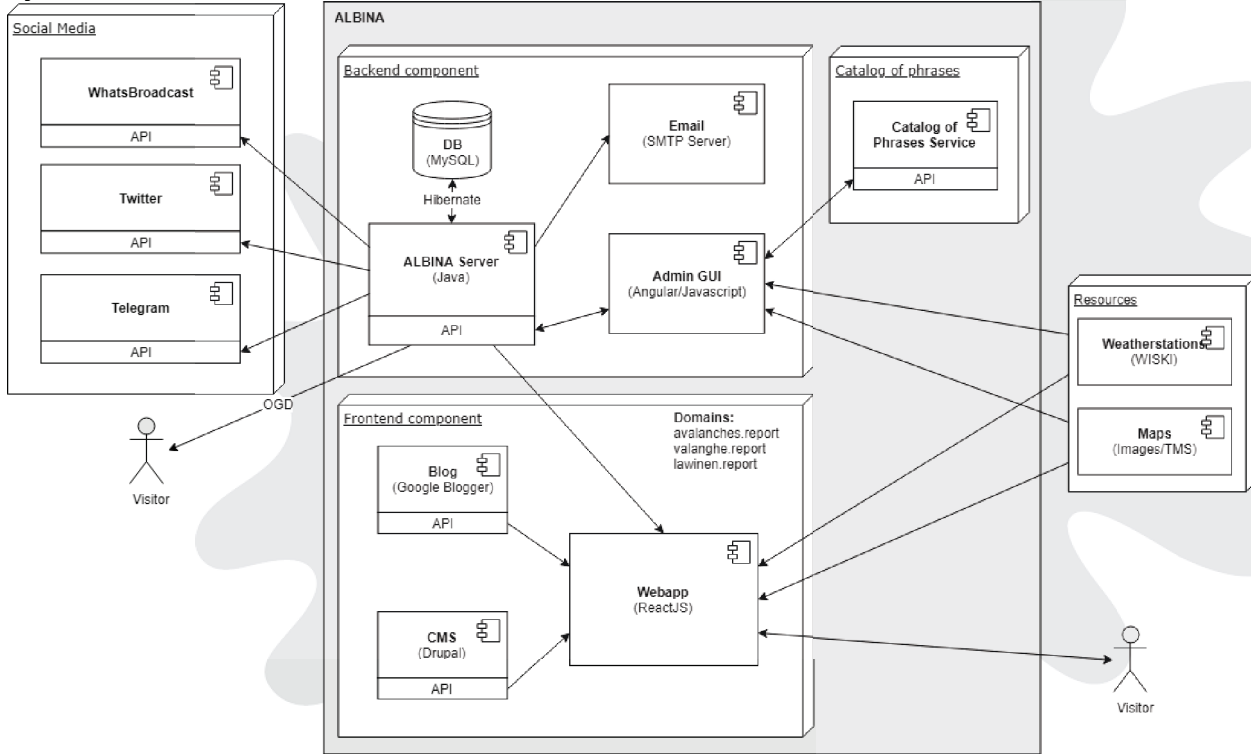 ALBINA
Social Media
WhatsBroadcast
API
Twitter
API
Telegram
API
Backend component
DB
(MySQL)
Hibernate
ALBINA Server
(Java)
API
Email
(SMTP Server)
Admin GUI
(Angular/Javascript)
Catalog of phrases
Catalog of
Phrases Service
API
Resources
Weatherstations
(WISKI)
Maps
(Images/TMS)
OGD
Visitor
Frontend component
Domains:
avalanches.report
valanghe.report
lawinen.report
Blog
(Google Blogger)
API
CMS
(Drupal)
API
Webapp
(ReactJS)
Visitor